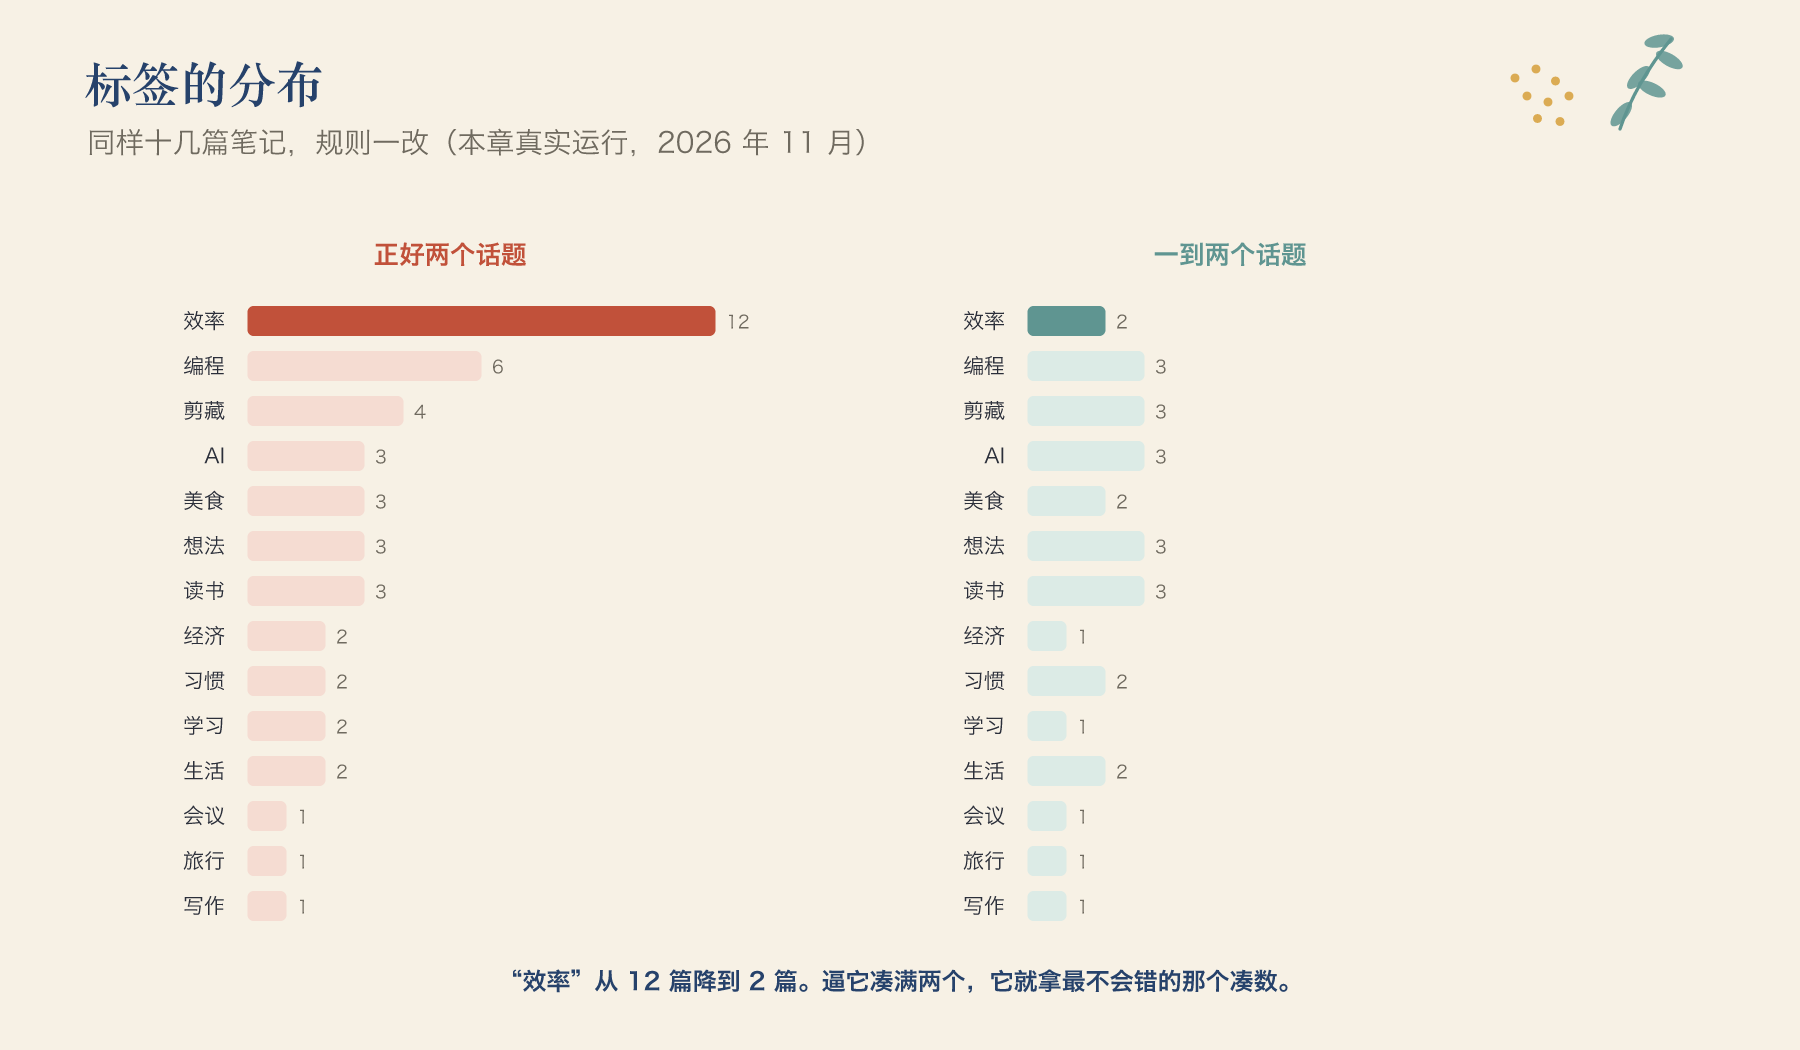 标签的分布
同样十几篇笔记，规则一改（本章真实运行，2026 年 11 月）
正好两个话题
效率 12
编程 6
剪藏 4
AI 3
美食 3
想法 3
读书 3
经济 2
习惯 2
学习 2
生活 2
会议 1
旅行 1
写作 1
一到两个话题
效率 2
编程 3
剪藏 3
AI 3
美食 2
想法 3
读书 3
经济 1
习惯 2
学习 1
生活 2
会议 1
旅行 1
写作 1
“效率”从 12 篇降到 2 篇。逼它凑满两个，它就拿最不会错的那个凑数。